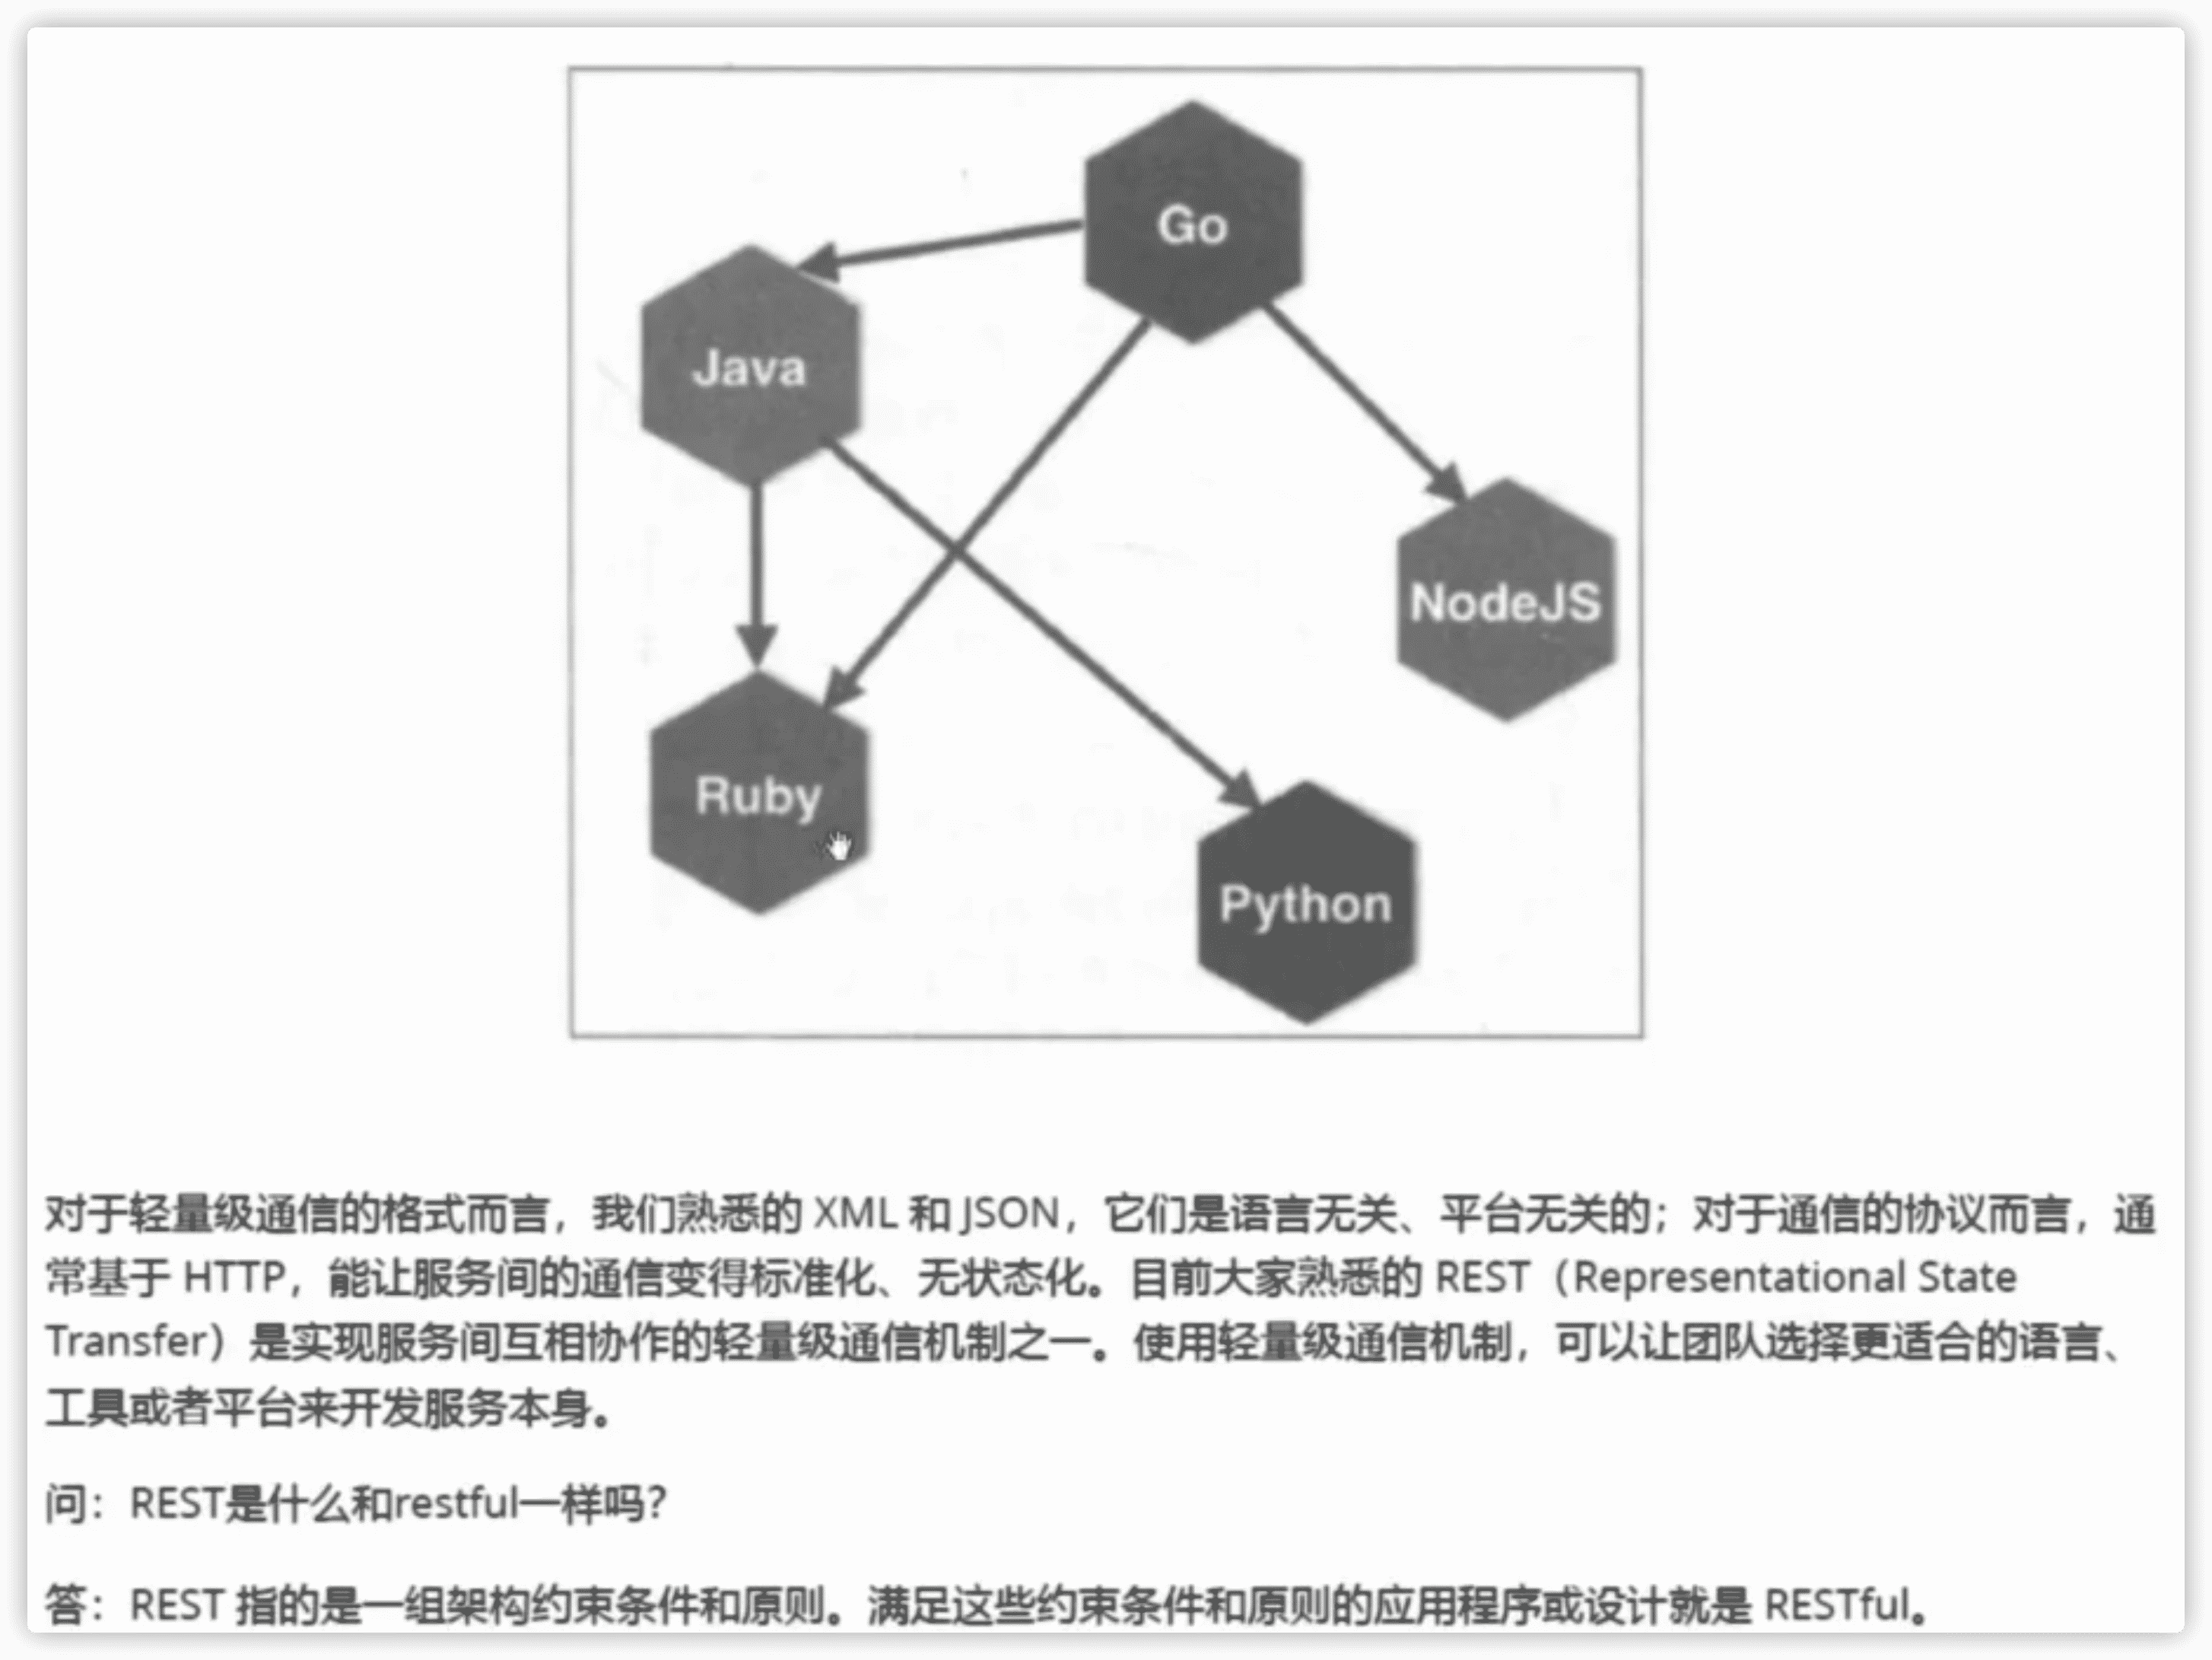 Go
Java
NodeJS
Ruby
Python
对于轻量级通信的格式而言，我们熟悉的 XML 和 JSON，它们是语言无关、平台无关的；对于通信的协议而言，通
常基于 HTTP，能让服务间的通信变得标准化、无状态化。目前大家熟悉的 REST（Representational State
Transfer）是实现服务间互相协作的轻量级通信机制之一。使用轻量级通信机制，可以让团队选择更适合的语言、
工具或者平台来开发服务本身。
问：REST是什么和restful一样吗？
答：REST 指的是一组架构约束条件和原则。满足这些约束条件和原则的应用程序或设计就是 RESTful。